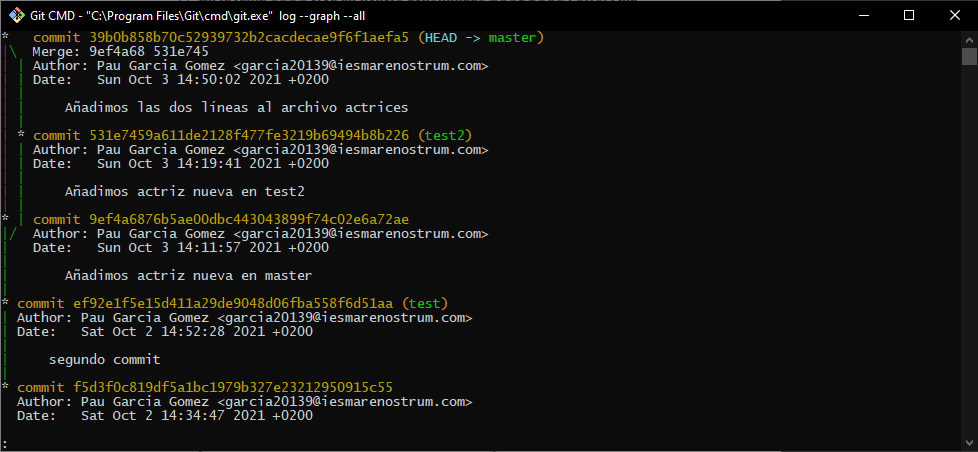 Git CMD - "C:\Program Files\Git\cmd\git.exe" log --graph --all
* commit 39b0b858b70c52939732b2cacdecae9f6f1aefa5 (HEAD -> master)
|\ Merge: 9ef4a68 531e745
| | Author: Pau Garcia Gomez <garcia20139@iesmarenostrum.com>
| | Date: Sun Oct 3 14:50:02 2021 +0200
| |
| | Añadimos las dos líneas al archivo actrices
| |
| * commit 531e7459a611de2128f477fe3219b69494b8b226 (test2)
| | Author: Pau Garcia Gomez <garcia20139@iesmarenostrum.com>
| | Date: Sun Oct 3 14:19:41 2021 +0200
| |
| | Añadimos actriz nueva en test2
| |
* | commit 9ef4a6876b5ae00dbc443043899f74c02e6a72ae
|/ Author: Pau Garcia Gomez <garcia20139@iesmarenostrum.com>
| Date: Sun Oct 3 14:11:57 2021 +0200
|
| Añadimos actriz nueva en master
|
* commit ef92e1f5e15d411a29de9048d06fba558f6d51aa (test)
| Author: Pau Garcia Gomez <garcia20139@iesmarenostrum.com>
| Date: Sat Oct 2 14:52:28 2021 +0200
|
| segundo commit
|
* commit f5d3f0c819df5a1bc1979b327e23212950915c55
Author: Pau Garcia Gomez <garcia20139@iesmarenostrum.com>
Date: Sat Oct 2 14:34:47 2021 +0200
: